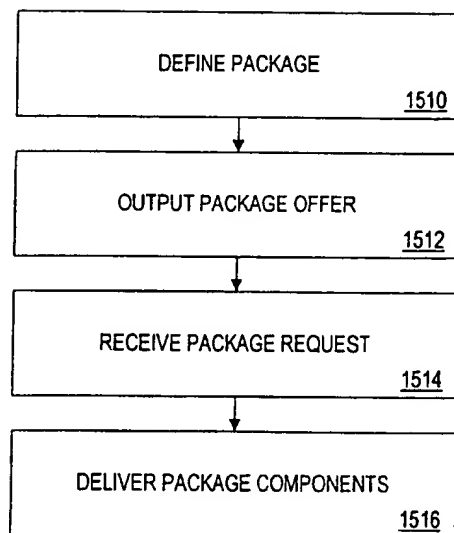 DEFINE PACKAGE
1510
OUTPUT PACKAGE OFFER
1512
RECEIVE PACKAGE REQUEST
1514
DELIVER PACKAGE COMPONENTS
1516